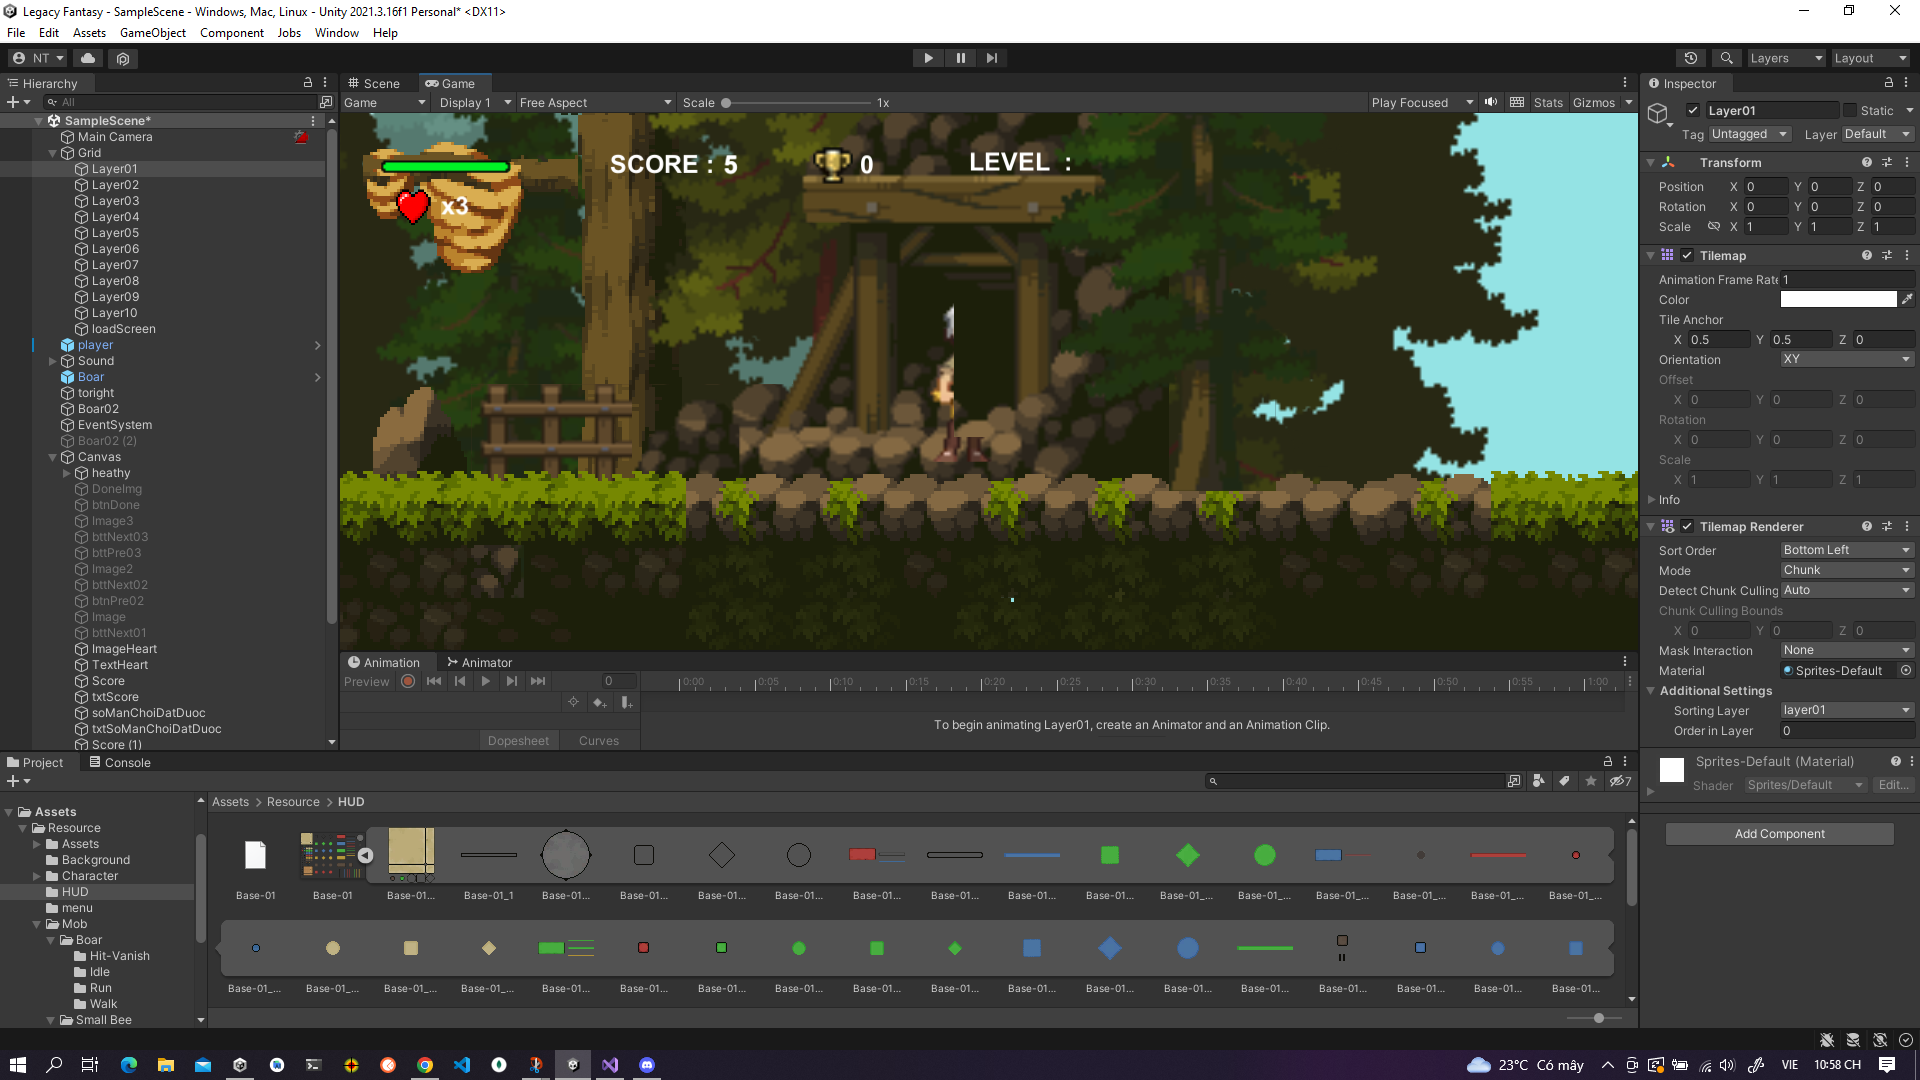 Legacy Fantasy - SampleScene - Windows, Mac, Linux - Unity 2021.3.16f1 Personal* <DX11>
File Edit Assets GameObject Component Jobs Window Help
NT Layers Layout
Hierarchy
All
SampleScene*
Main Camera
Grid
Layer01
Layer02
Layer03
Layer04
Layer05
Layer06
Layer07
Layer08
Layer09
Layer10
loadScreen
player
Sound
Boar
toright
Boar02
EventSystem
Boar02 (2)
Canvas
heathy
DoneImg
btnDone
Image3
bttNext03
bttPre03
Image2
bttNext02
btnPre02
Image
bttNext01
ImageHeart
TextHeart
Score
txtScore
soManChoiDatDuoc
txtSoManChoiDatDuoc
Score (1)
Scene Game
Game Display 1 Free Aspect Scale 1x Play Focused Stats Gizmos
SCORE : 5 0 LEVEL :
x3
Animation Animator
Preview 0 0:00 0:05 0:10 0:15 0:20 0:25 0:30 0:35 0:40 0:45 0:50 0:55 1:00
To begin animating Layer01, create an Animator and an Animation Clip.
Dopesheet Curves
Inspector
Layer01 Static
Tag Untagged Layer Default
Transform
Position X 0 Y 0 Z 0
Rotation X 0 Y 0 Z 0
Scale X 1 Y 1 Z 1
Tilemap
Animation Frame Rate 1
Color
Tile Anchor
X 0.5 Y 0.5 Z 0
Orientation XY
Offset
X 0 Y 0 Z 0
Rotation
X 0 Y 0 Z 0
Scale
X 1 Y 1 Z 1
Info
Tilemap Renderer
Sort Order Bottom Left
Mode Chunk
Detect Chunk Culling Auto
Chunk Culling Bounds
X 0 Y 0 Z 0
Mask Interaction None
Material Sprites-Default
Additional Settings
Sorting Layer layer01
Order in Layer 0
Sprites-Default (Material)
Shader Sprites/Default Edit...
Add Component
Project Console
7
Assets
Resource
Assets
Background
Character
HUD
menu
Mob
Boar
Hit-Vanish
Idle
Run
Walk
Small Bee
Assets > Resource > HUD
Base-01 Base-01 Base-01... Base-01_1 Base-01... Base-01... Base-01... Base-01... Base-01... Base-01... Base-01... Base-01... Base-01_... Base-01_... Base-01_... Base-01_... Base-01_... Base-01_...
Base-01_... Base-01_... Base-01_... Base-01_... Base-01... Base-01... Base-01... Base-01... Base-01... Base-01... Base-01... Base-01... Base-01... Base-01... Base-01... Base-01... Base-01... Base-01...
23°C Có mây VIE 10:58 CH